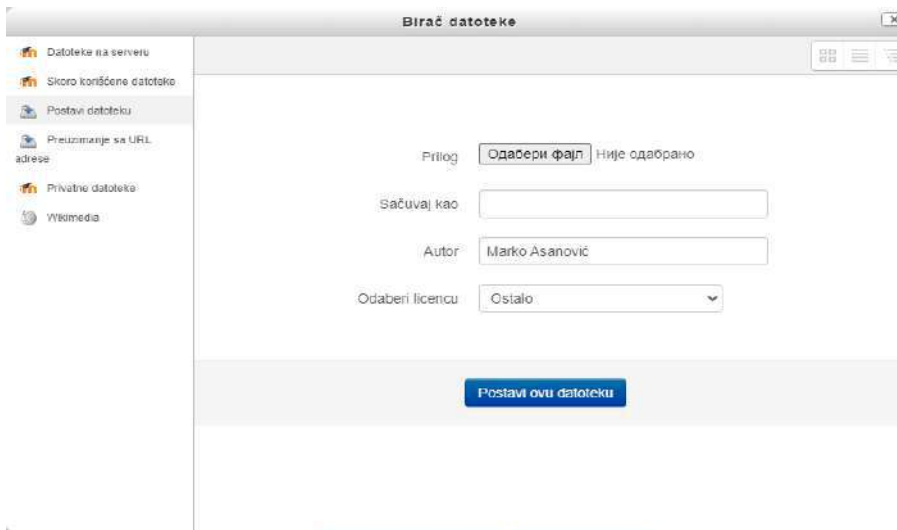 Birač datoteke
Datoteke na serveru
Skoro korišćene datoteke
Postavi datoteku
Preuzimanje sa URL
adrese
Privatne datoteke
Wikimedia
Prilog Одабери фајл Није одабрано
Sačuvaj kao
Autor Marko Asanović
Odaberi licencu Ostalo
Postavi ovu datoteku